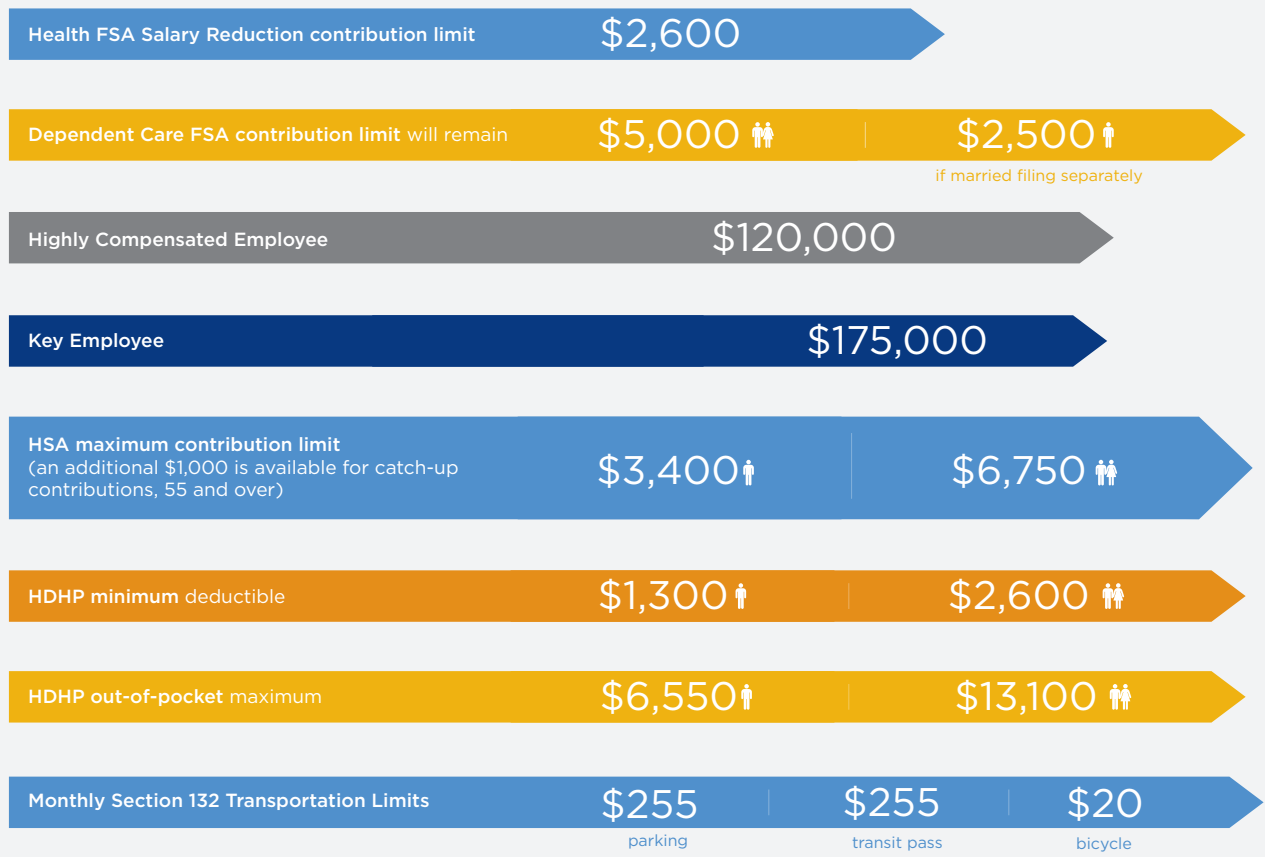 Health FSA Salary Reduction contribution limit $2,600
Dependent Care FSA contribution limit will remain $5,000 $2,500
if married filing separately
Highly Compensated Employee $120,000
Key Employee $175,000
HSA maximum contribution limit
(an additional $1,000 is available for catch-up
contributions, 55 and over)
$3,400 $6,750
HDHP minimum deductible $1,300 $2,600
HDHP out-of-pocket maximum $6,550 $13,100
Monthly Section 132 Transportation Limits $255 $255 $20
parking transit pass bicycle